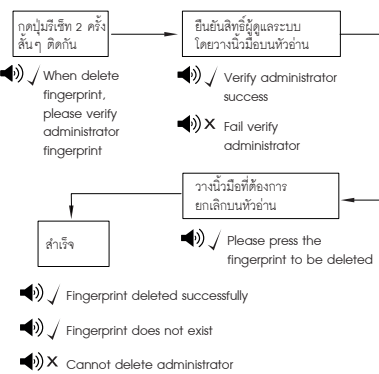 กดปุ่มรีเซ็ท 2 ครั้ง
สั้นๆ ติดกัน
When delete
fingerprint,
please verify
administrator
fingerprint
ยืนยันสิทธิ์ผู้ดูแลระบบ
โดยวางนิ้วมือบนหัวอ่าน
Verify administrator
success
Fail verify
administrator
วางนิ้วมือที่ต้องการ
ยกเลิกบนหัวอ่าน
Please press the
fingerprint to be deleted
สำเร็จ
Fingerprint deleted successfully
Fingerprint does not exist
Cannot delete administrator